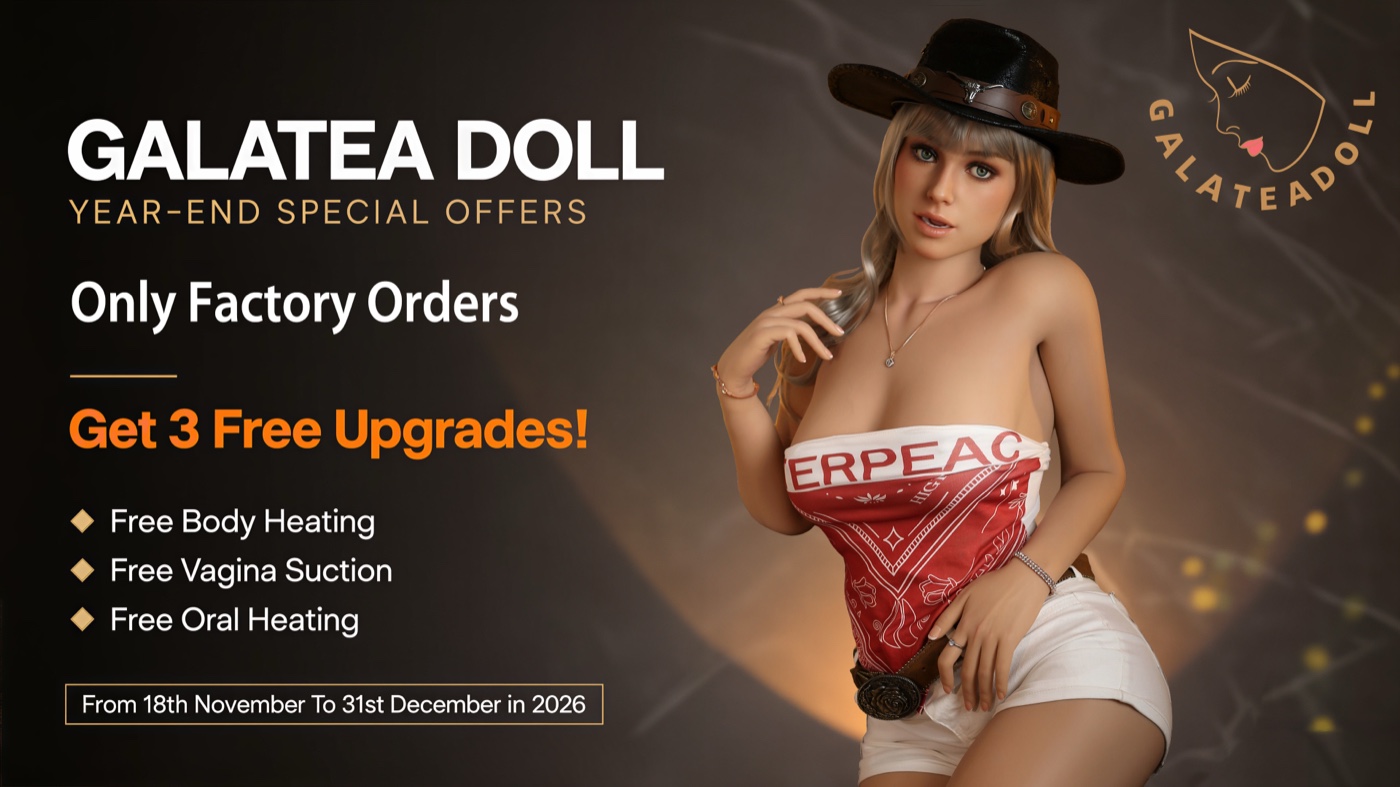 GALATEA DOLL
YEAR-END SPECIAL OFFERS
Only Factory Orders
Get 3 Free Upgrades!
Free Body Heating
Free Vagina Suction
Free Oral Heating
From 18th November To 31st December in 2026
GALATEADOLL
ERPEAC
HIGH